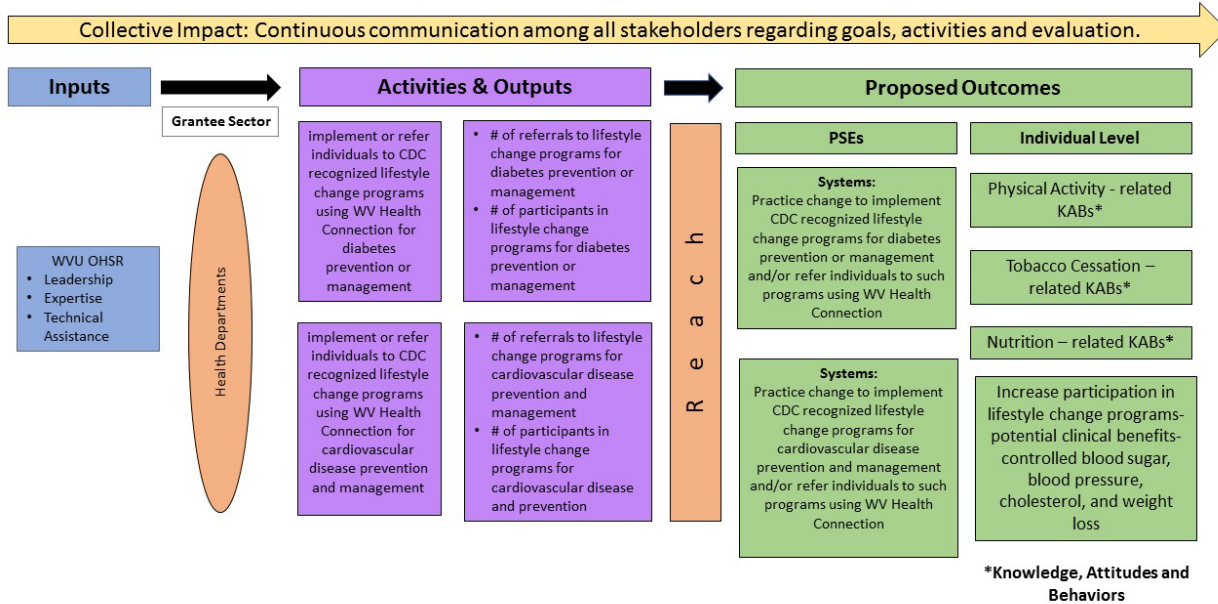 Collective Impact: Continuous communication among all stakeholders regarding goals, activities and evaluation.
Inputs
Activities & Outputs
Proposed Outcomes
Grantee Sector
WVU OHSR
• Leadership
• Expertise
• Technical
Assistance
Health Departments
implement or refer
individuals to CDC
recognized lifestyle
change programs
using WV Health
Connection for
diabetes
prevention or
management
• # of referrals to lifestyle
change programs for
diabetes prevention or
management
• # of participants in
lifestyle change
programs for diabetes
prevention or
management
implement or refer
individuals to CDC
recognized lifestyle
change programs
using WV Health
Connection for
cardiovascular
disease prevention
and management
• # of referrals to lifestyle
change programs for
cardiovascular disease
prevention and
management
• # of participants in
lifestyle change
programs for
cardiovascular disease
and prevention
Reach
PSEs
Systems:
Practice change to implement
CDC recognized lifestyle
change programs for diabetes
prevention or management
and/or refer individuals to such
programs using WV Health
Connection
Systems:
Practice change to implement
CDC recognized lifestyle
change programs for
cardiovascular disease
prevention and management
and/or refer individuals to such
programs using WV Health
Connection
Individual Level
Physical Activity - related
KABs*
Tobacco Cessation –
related KABs*
Nutrition – related KABs*
Increase participation in
lifestyle change programs-
potential clinical benefits-
controlled blood sugar,
blood pressure,
cholesterol, and weight
loss
*Knowledge, Attitudes and
Behaviors